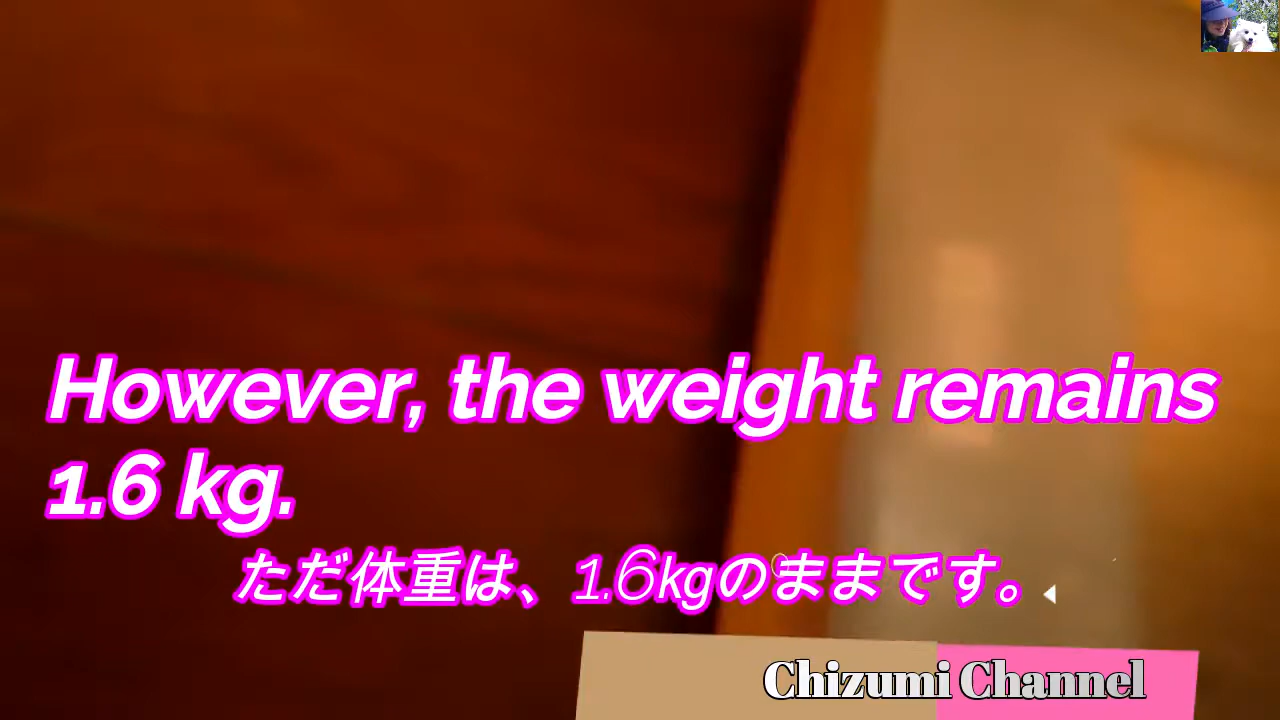 However, the weight remains
1.6 kg.
ただ体重は、1.6kgのままです。
Chizumi Channel